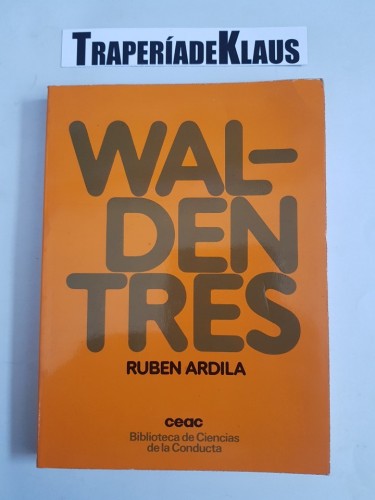 TRAPERÍADEKLAUS
WAL-
DEN
TRES
RUBEN ARDILA
ceac
Biblioteca de Ciencias
de la Conducta